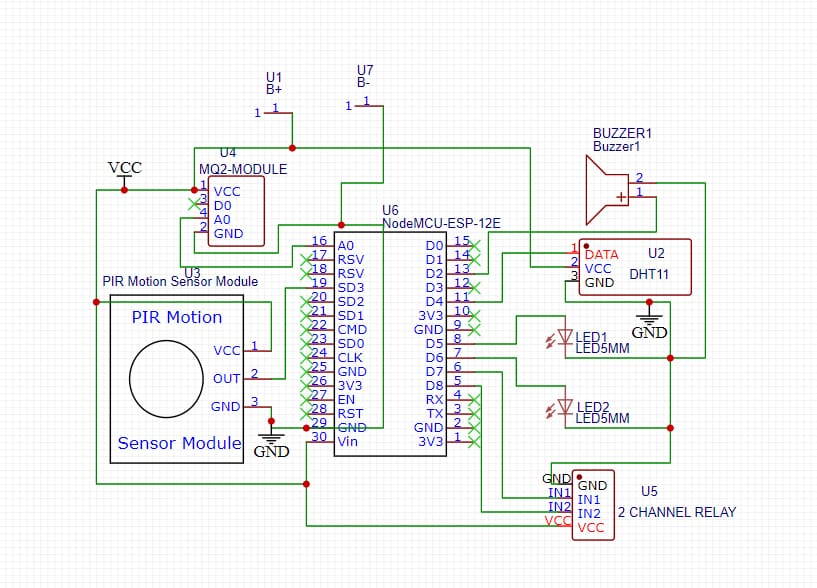 U1
B+
1 1
U7
B-
1 1
VCC
U4
MQ2-MODULE
1 VCC
3 D0
4 A0
2 GND
BUZZER1
Buzzer1
2
1
+
U6
NodeMCU-ESP-12E
16 A0
17 RSV
18 RSV
19 SD3
20 SD2
21 SD1
22 CMD
23 SD0
24 CLK
25 GND
26 3V3
27 EN
28 RST
29 GND
30 Vin
D0 15
D1 14
D2 13
D3 12
D4 11
3V3 10
GND 9
D5 8
D6 7
D7 6
D8 5
RX 4
TX 3
GND 2
3V3 1
1 DATA
2 VCC
3 GND
U2
DHT11
GND
U3
PIR Motion Sensor Module
PIR Motion
VCC 1
OUT 2
GND 3
Sensor Module
GND
LED1
LED5MM
LED2
LED5MM
GND GND
IN1 IN1
IN2 IN2
VCC VCC
U5
2 CHANNEL RELAY